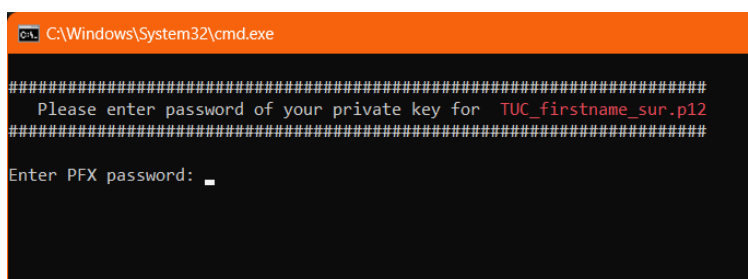 C:\Windows\System32\cmd.exe
#######################################################################
Please enter password of your private key for TUC_firstname_sur.p12
#######################################################################
Enter PFX password: